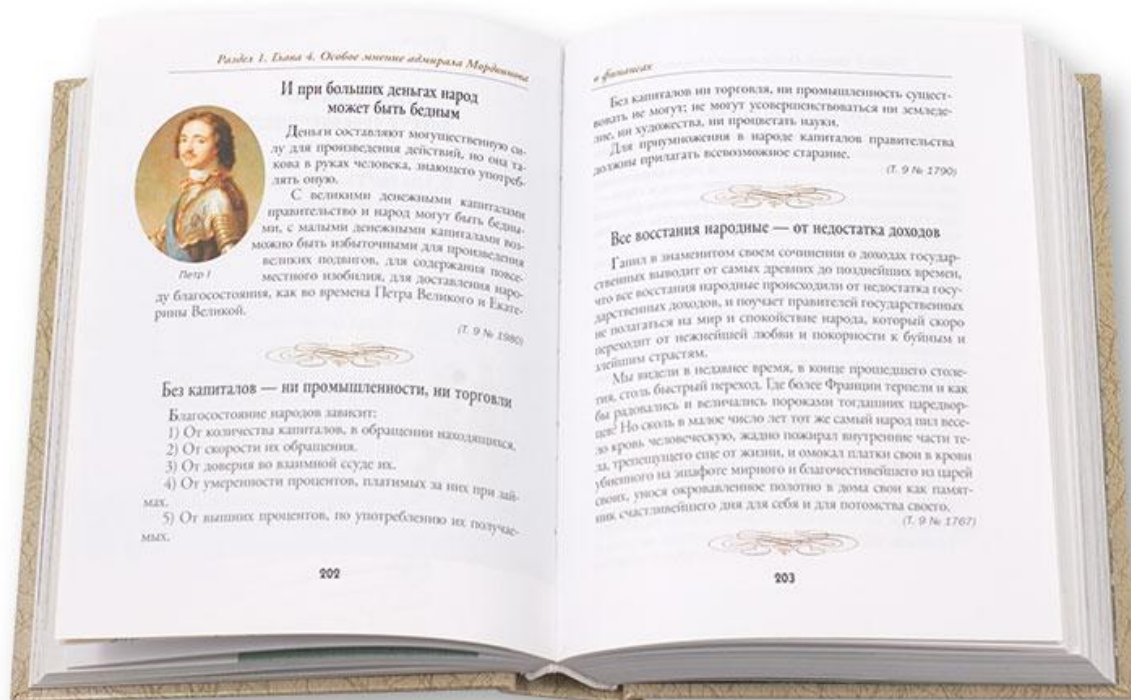 Раздел 1. Глава 4. Особое мнение адмирала Мордвинова
И при больших деньгах народ
может быть бедным
Деньги составляют могущественную си-
лу для произведения действий, но она та-
кова в руках человека, знающего употреб-
лять оную.
С великими денежными капиталами
правительство и народ могут быть бедны-
ми, с малыми денежными капиталами воз-
можно быть избыточными для произведения
великих подвигов, для содержания повсе-
местного изобилия, для доставления наро-
Петр I
ду благосостояния, как во времена Петра Великого и Екате-
рины Великой.
(Т. 9 № 1980)
Без капиталов — ни промышленности, ни торговли
Благосостояние народов зависит:
1) От количества капиталов, в обращении находящихся.
2) От скорости их обращения.
3) От доверия во взаимной ссуде их.
4) От умеренности процентов, платимых за них при зай-
мах.
5) От вышних процентов, по употреблению их получае-
мых.
202
о финансах
Без капиталов ни торговля, ни промышленность сущест-
вовать не могут; не могут усовершенствоваться ни земледе-
лие, ни художества, ни процветать науки.
Для приумножения в народе капиталов правительства
должны прилагать всевозможное старание.
(Т. 9 № 1790)
Все восстания народные — от недостатка доходов
Ганил в знаменитом своем сочинении о доходах государ-
ственных выводит от самых древних до позднейших времен,
что все восстания народные происходили от недостатка госу-
дарственных доходов, и поучает правителей государственных
не полагаться на мир и спокойствие народа, который скоро
переходит от нежнейшей любви и покорности к буйным и
злейшим страстям.
Мы видели в недавнее время, в конце прошедшего столе-
тия, столь быстрый переход. Где более Франции терпели и как
бы радовались и величались пороками тогдашних царедвор-
цев? Но сколь в малое число лет тот же самый народ пил весе-
ло кровь человеческую, жадно пожирал внутренние части те-
ла, трепещущего еще от жизни, и омокал платки свои в крови
убиенного на эшафоте мирного и благочестивейшего из царей
своих, унося окровавленное полотно в дома свои как памят-
ник счастливейшего дня для себя и для потомства своего.
(Т. 9 № 1767)
203